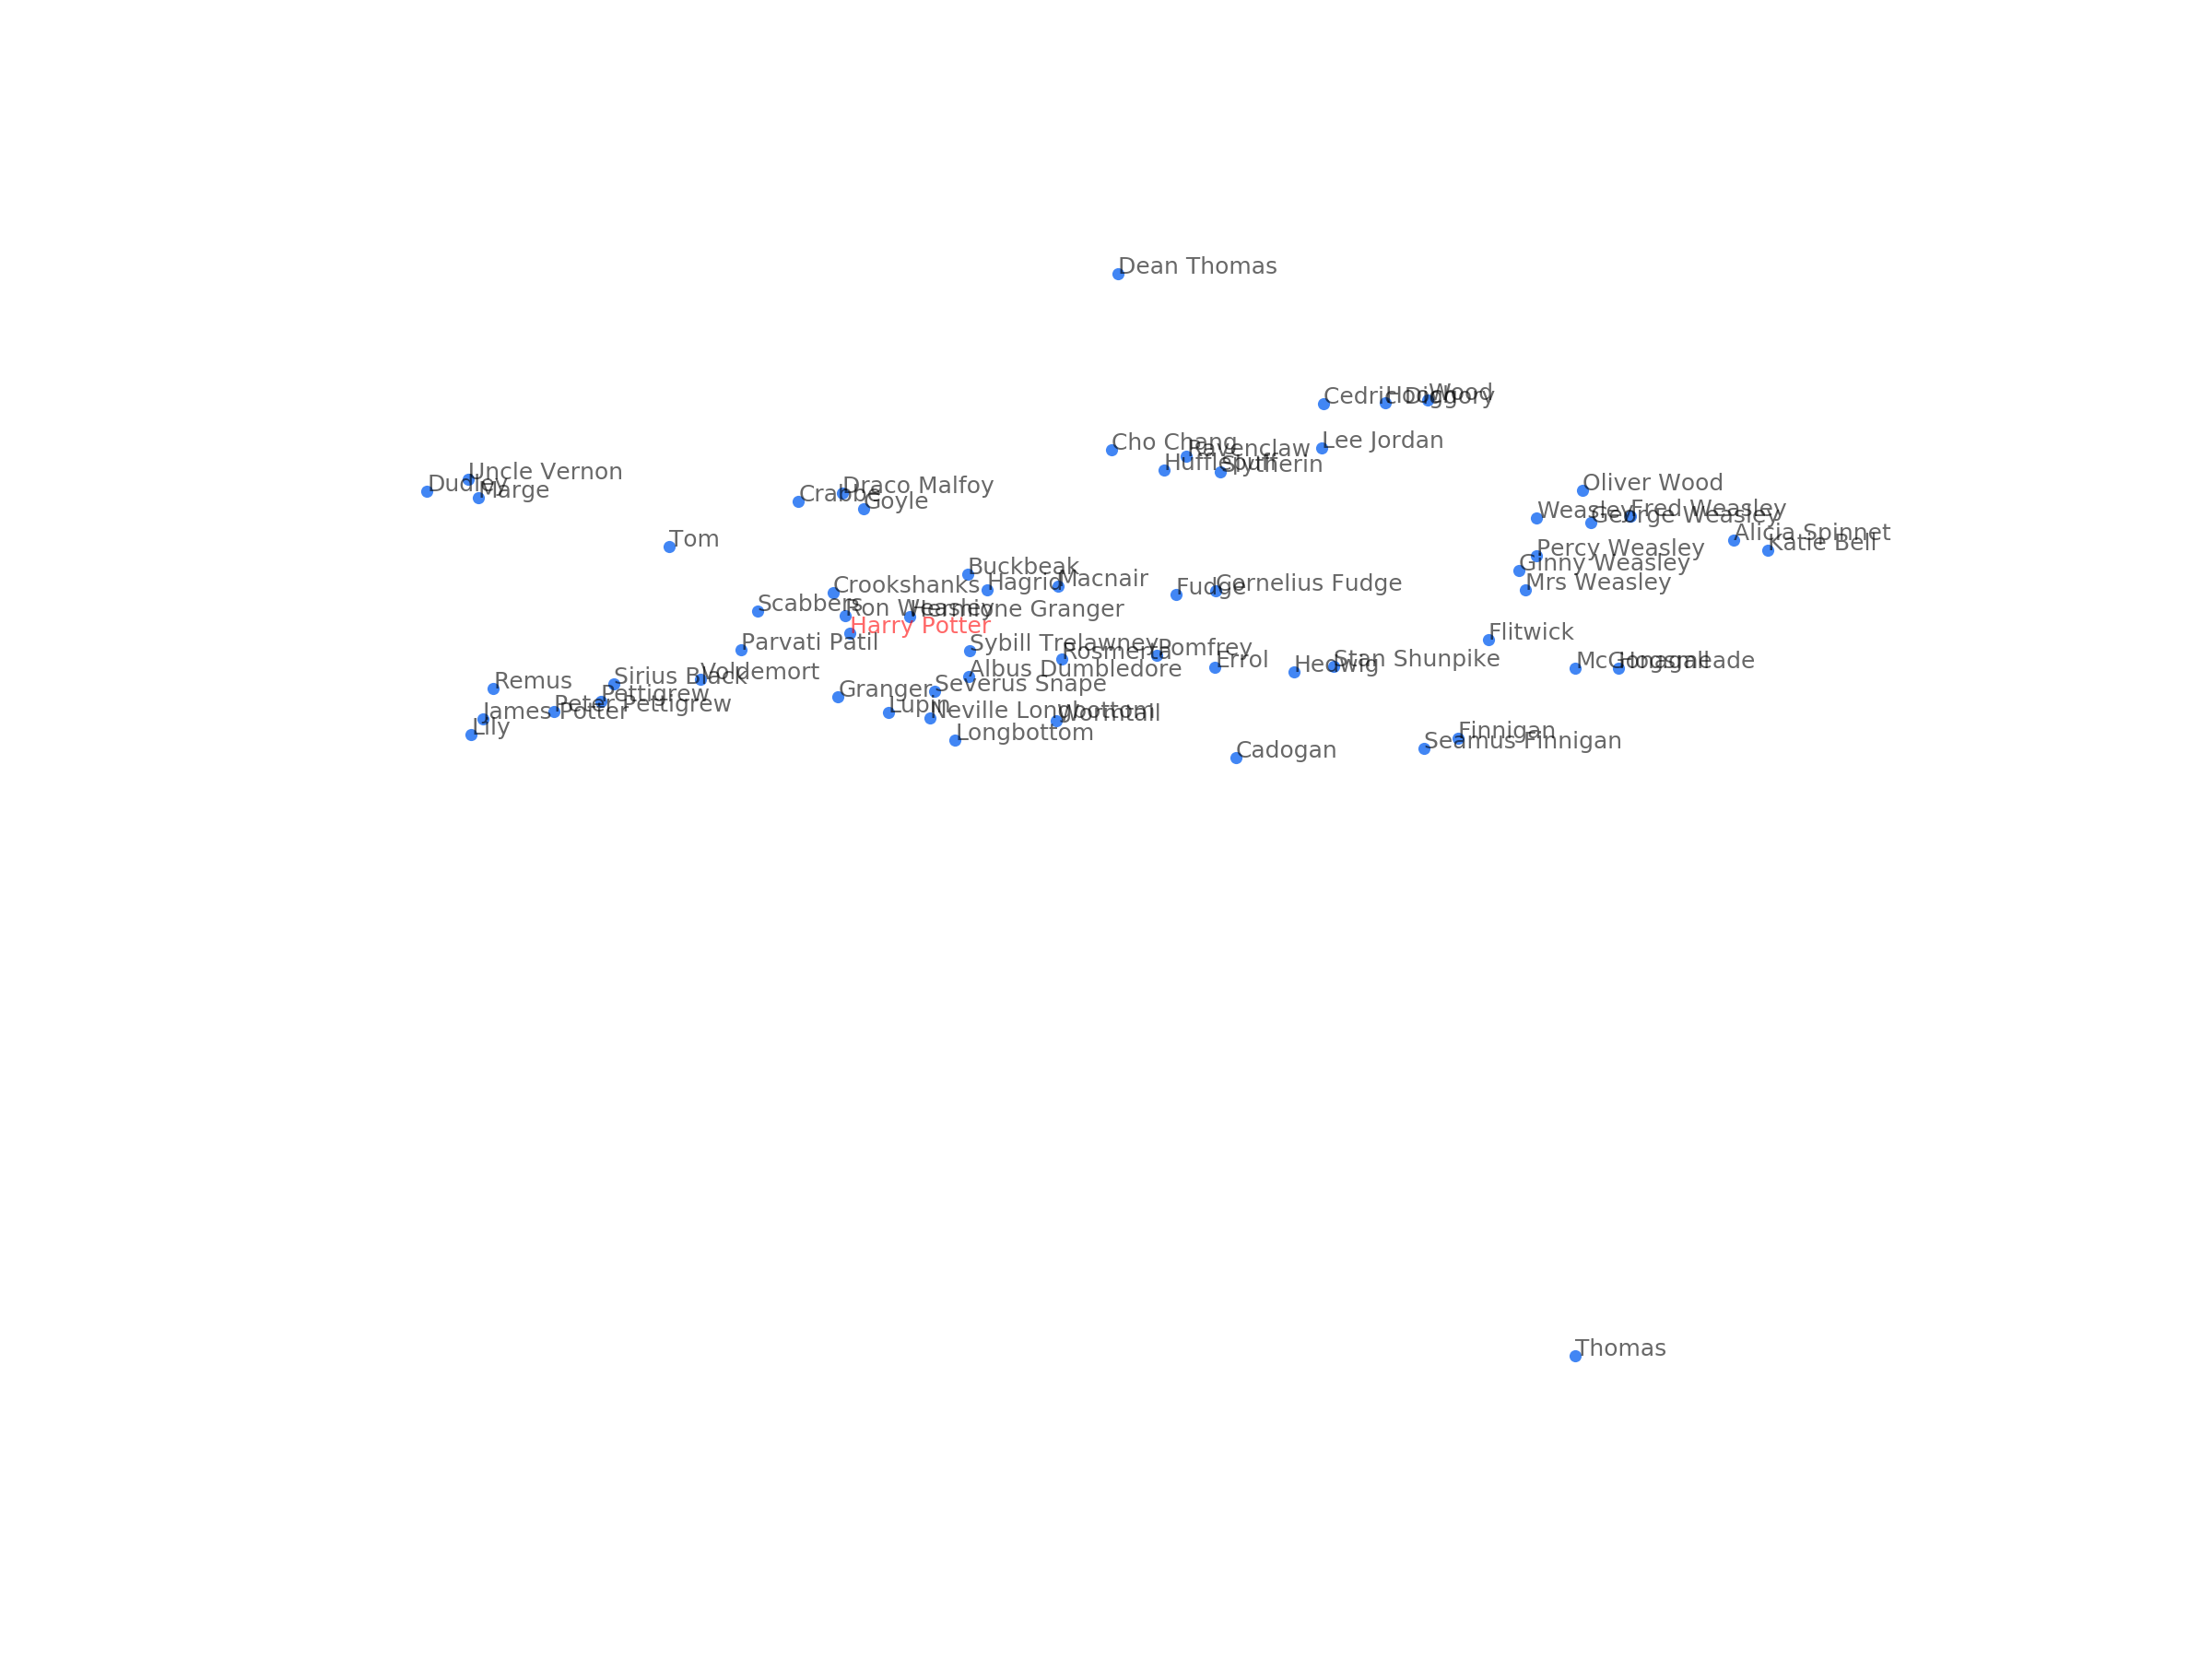 Dean Thomas
Wood
Cedric Diggory
Hooch
Lee Jordan
Cho Chang
Ravenclaw
Hufflepuff
Slytherin
Uncle Vernon
Dudley
Marge
Draco Malfoy
Crabbe
Goyle
Oliver Wood
Weasley
Fred Weasley
George Weasley
Alicia Spinnet
Katie Bell
Tom
Percy Weasley
Ginny Weasley
Mrs Weasley
Buckbeak
Hagrid
Macnair
Crookshanks
Fudge
Cornelius Fudge
Scabbers
Ron Weasley
Hermione Granger
Harry Potter
Parvati Patil
Sybill Trelawney
Rosmerta
Pomfrey
Flitwick
Errol
Hedwig
Stan Shunpike
McGonagall
Hogsmeade
Albus Dumbledore
Remus
Sirius Black
Voldemort
Pettigrew
Peter Pettigrew
Granger
Severus Snape
James Potter
Lily
Lupin
Neville Longbottom
Wormtail
Longbottom
Finnigan
Seamus Finnigan
Cadogan
Thomas